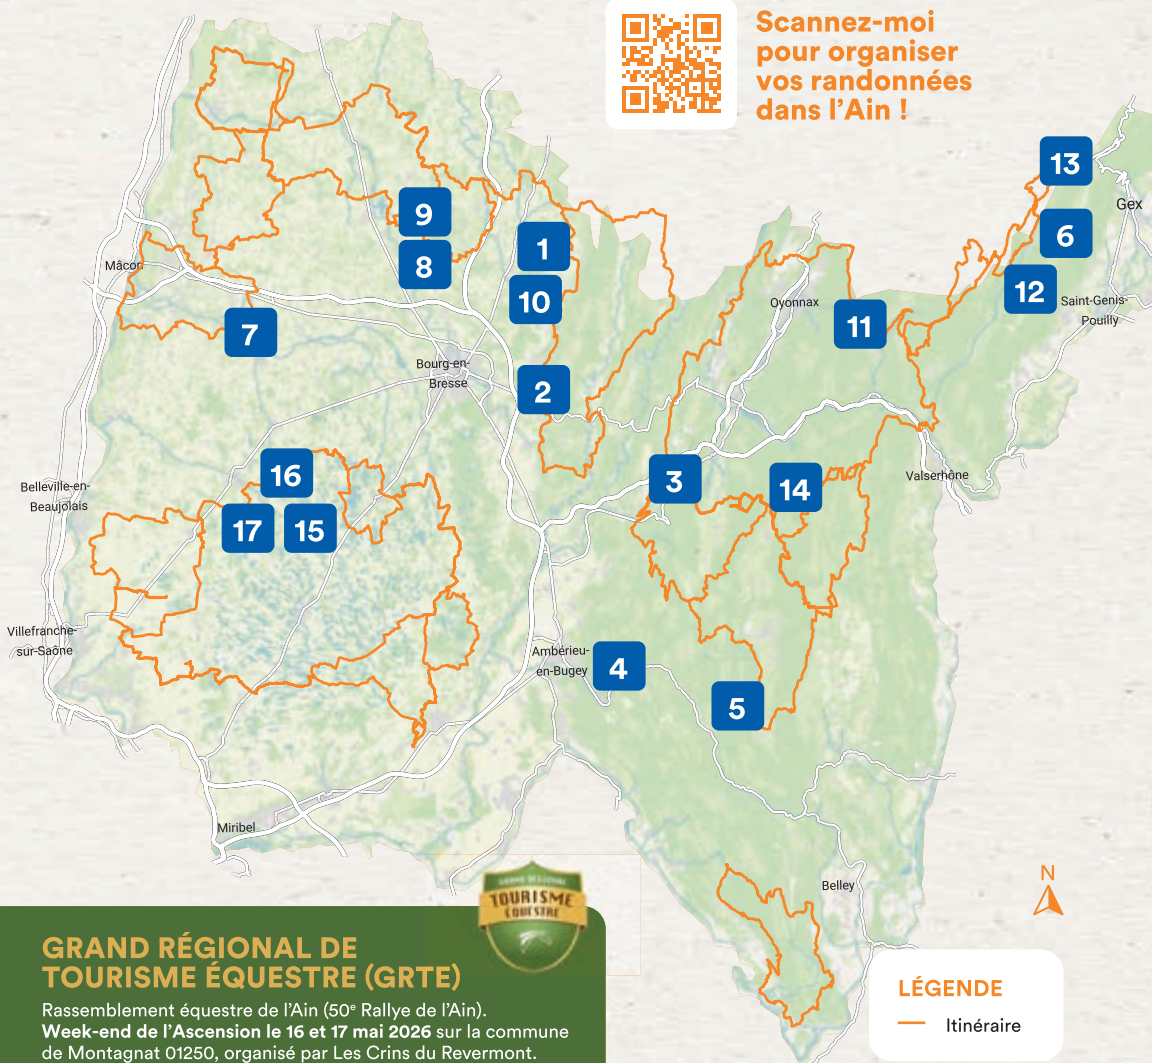 Scannez-moi
pour organiser
vos randonnées
dans l'Ain !
13
Gex
9
6
1
8
Mâcon
12
10
Oyonnax
Saint-Genis-
Pouilly
11
7
Bourg-en-
Bresse
2
16
3
14
Valserhône
Belleville-en-
Beaujolais
17
15
Villefranche-
sur-Saône
Ambérieu-
en-Bugey
4
5
Miribel
Belley
N
GRAND RÉGIONAL
TOURISME
ÉQUESTRE
GRAND RÉGIONAL DE
TOURISME ÉQUESTRE (GRTE)
Rassemblement équestre de l'Ain (50e Rallye de l'Ain).
Week-end de l'Ascension le 16 et 17 mai 2026 sur la commune
de Montagnat 01250, organisé par Les Crins du Revermont.
LÉGENDE
Itinéraire